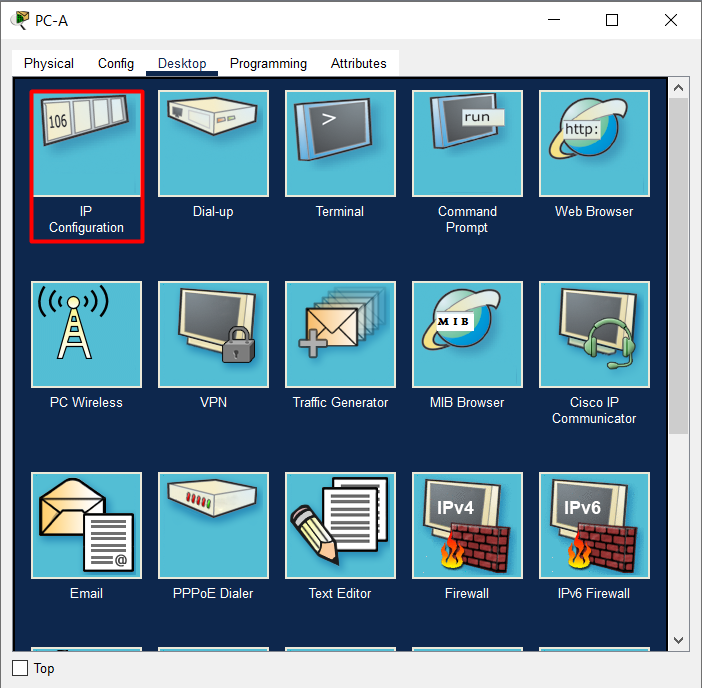 PC-A
Physical Config Desktop Programming Attributes
106
>
run
http:
IP
Configuration
Dial-up
Terminal
Command
Prompt
Web Browser
MIB
PC Wireless
VPN
Traffic Generator
MIB Browser
Cisco IP
Communicator
@
IPv4
IPv6
Email
PPPoE Dialer
Text Editor
Firewall
IPv6 Firewall
Top